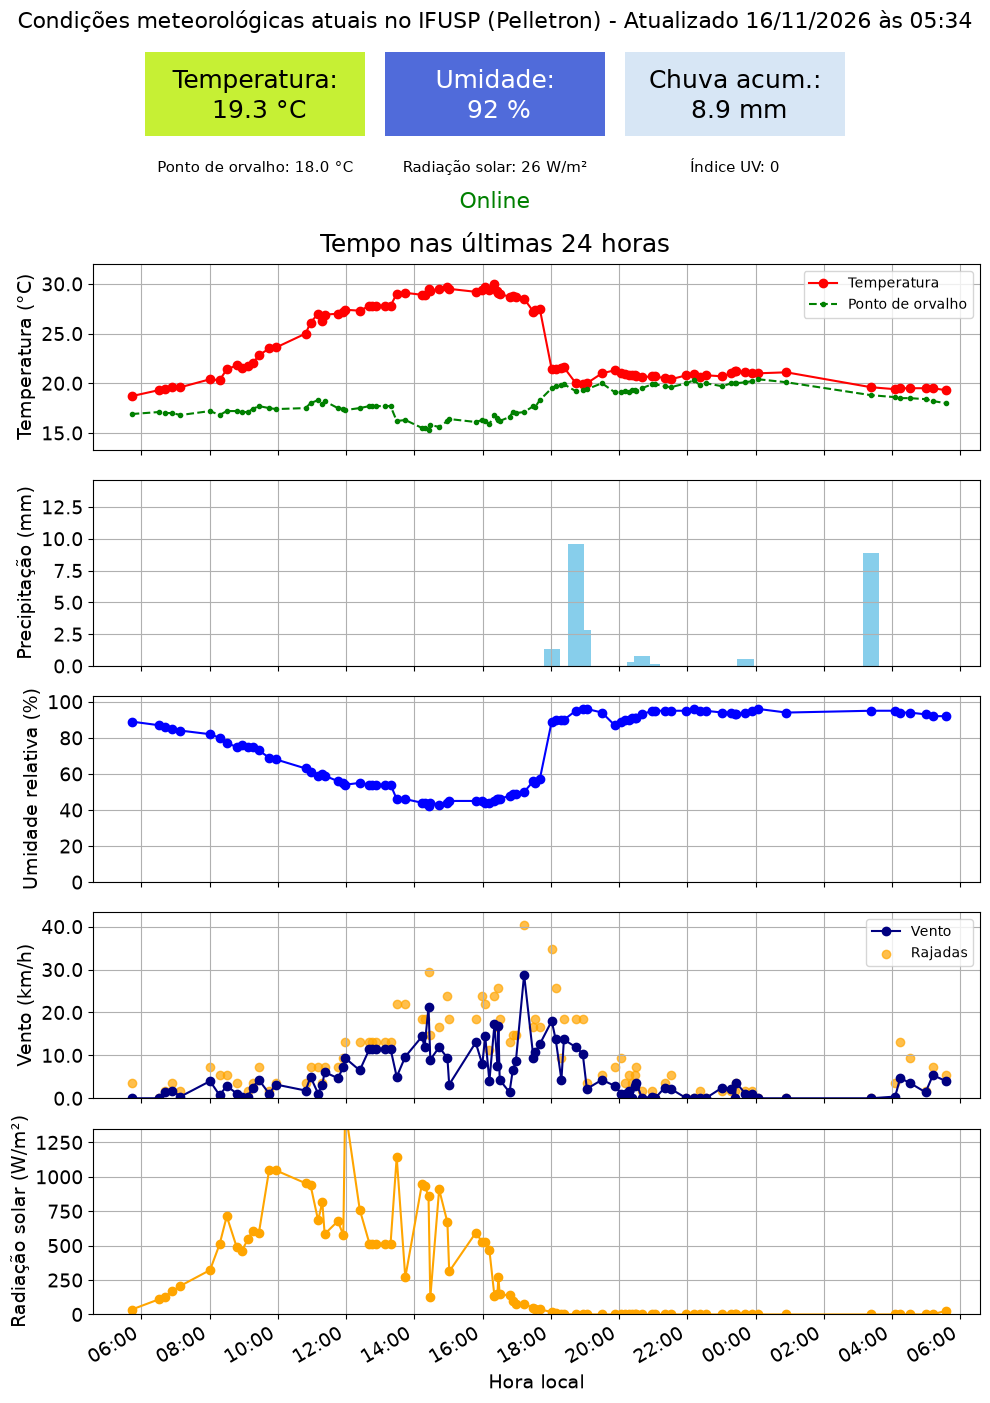 Condições meteorológicas atuais no IFUSP (Pelletron) - Atualizado 16/11/2026 às 05:34
Temperatura:
19.3 °C
Umidade:
92 %
Chuva acum.:
8.9 mm
Ponto de orvalho: 18.0 °C
Radiação solar: 26 W/m²
Índice UV: 0
Online
Tempo nas últimas 24 horas
Temperatura (°C)
30.0
25.0
20.0
15.0
Temperatura
Ponto de orvalho
Precipitação (mm)
12.5
10.0
7.5
5.0
2.5
0.0
Umidade relativa (%)
100
80
60
40
20
0
Vento (km/h)
40.0
30.0
20.0
10.0
0.0
Vento
Rajadas
Radiação solar (W/m²)
1250
1000
750
500
250
0
06:00
08:00
10:00
12:00
14:00
16:00
18:00
20:00
22:00
00:00
02:00
04:00
06:00
Hora local